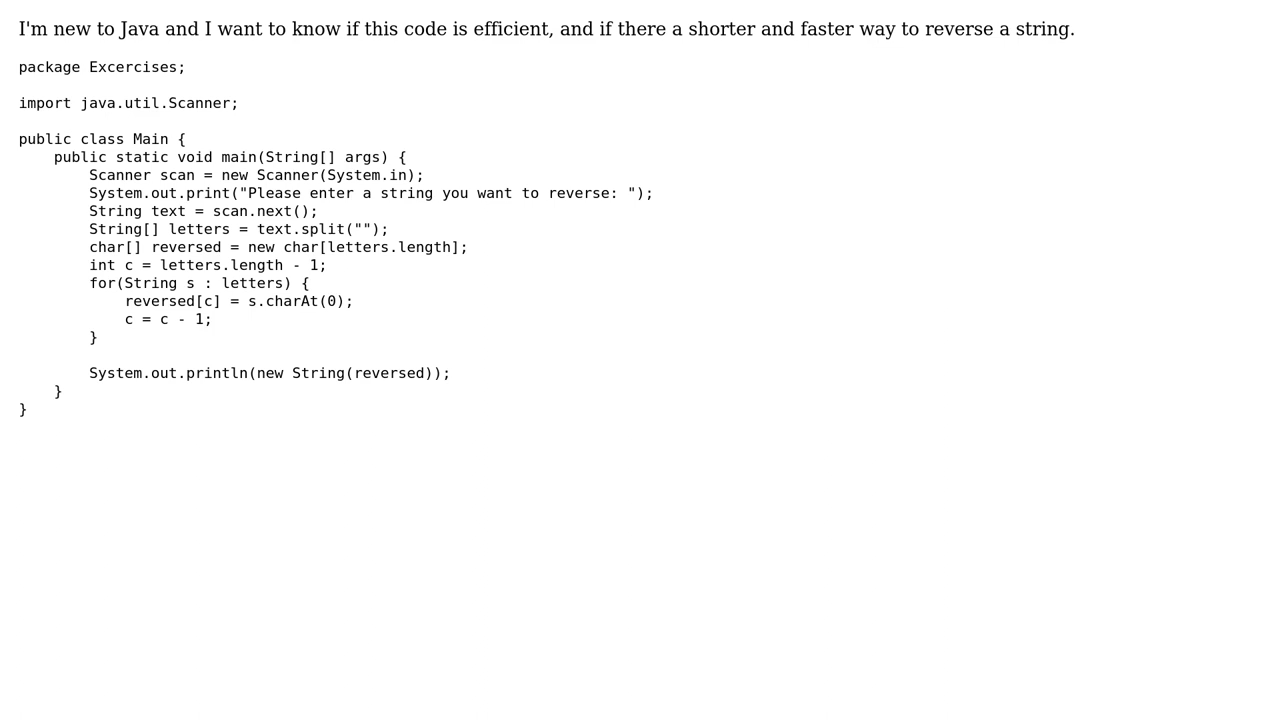 I'm new to Java and I want to know if this code is efficient, and if there a shorter and faster way to reverse a string.
package Excercises;
import java.util.Scanner;
public class Main {
    public static void main(String[] args) {
        Scanner scan = new Scanner(System.in);
        System.out.print("Please enter a string you want to reverse: ");
        String text = scan.next();
        String[] letters = text.split("");
        char[] reversed = new char[letters.length];
        int c = letters.length - 1;
        for(String s : letters) {
            reversed[c] = s.charAt(0);
            c = c - 1;
        }
        System.out.println(new String(reversed));
    }
}